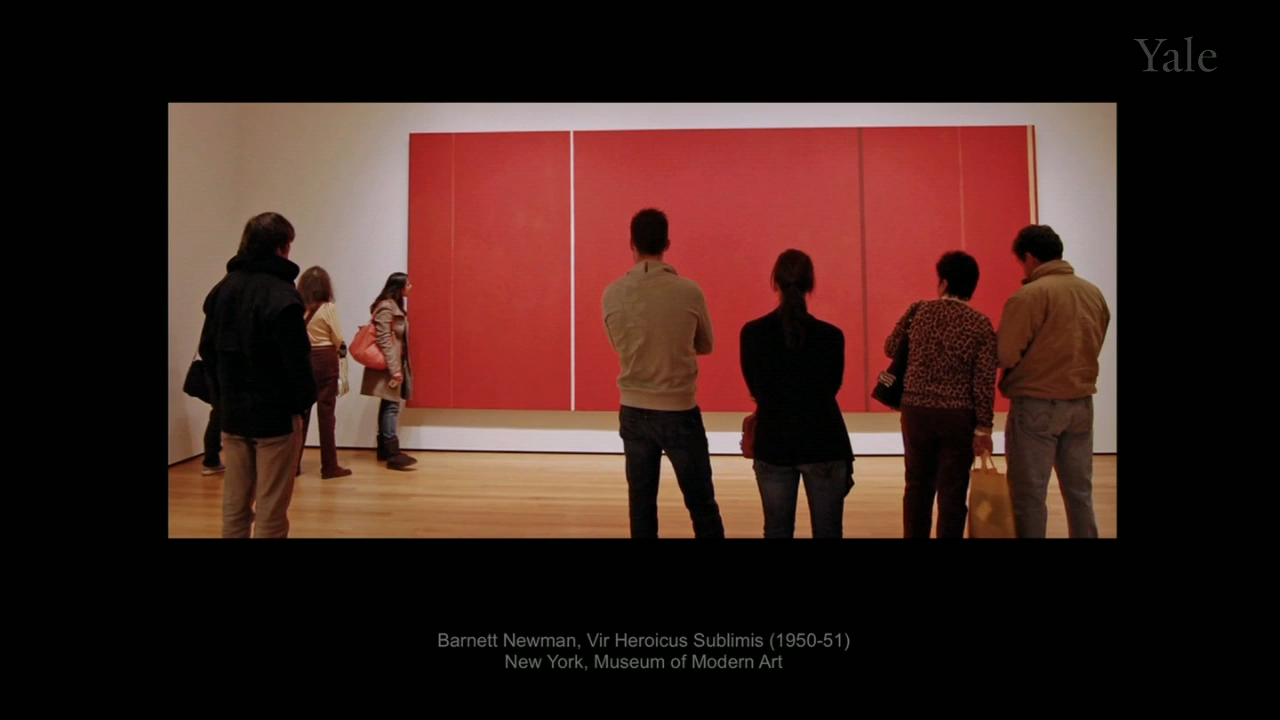 Yale
Barnett Newman, Vir Heroicus Sublimis (1950-51)
New York, Museum of Modern Art